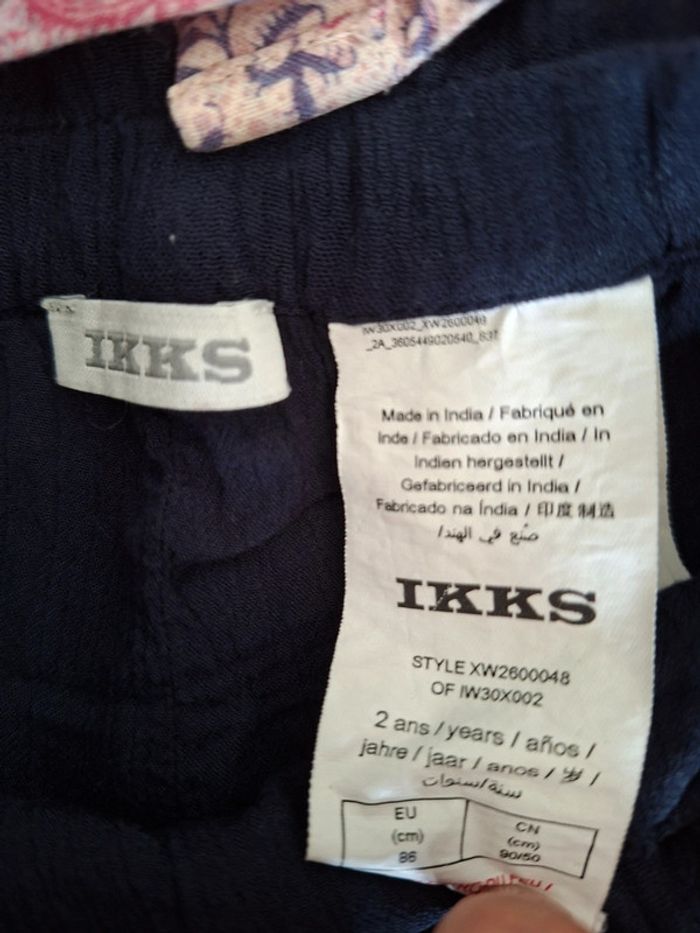 IKKS
IW30X002_XW2600048
_2A_3605449020540_837
Made in India / Fabriqué en
Inde / Fabricado en India / In
Indien hergestellt /
Gefabriceerd in India /
Fabricado na Índia / 印度 制造
صنع في الهند/
IKKS
STYLE XW2600048
OF IW30X002
2 ans / years / años /
jahre / jaar / anos / 岁 /
سنة/سنوات
EU
(cm)
86
CN
(cm)
90/50